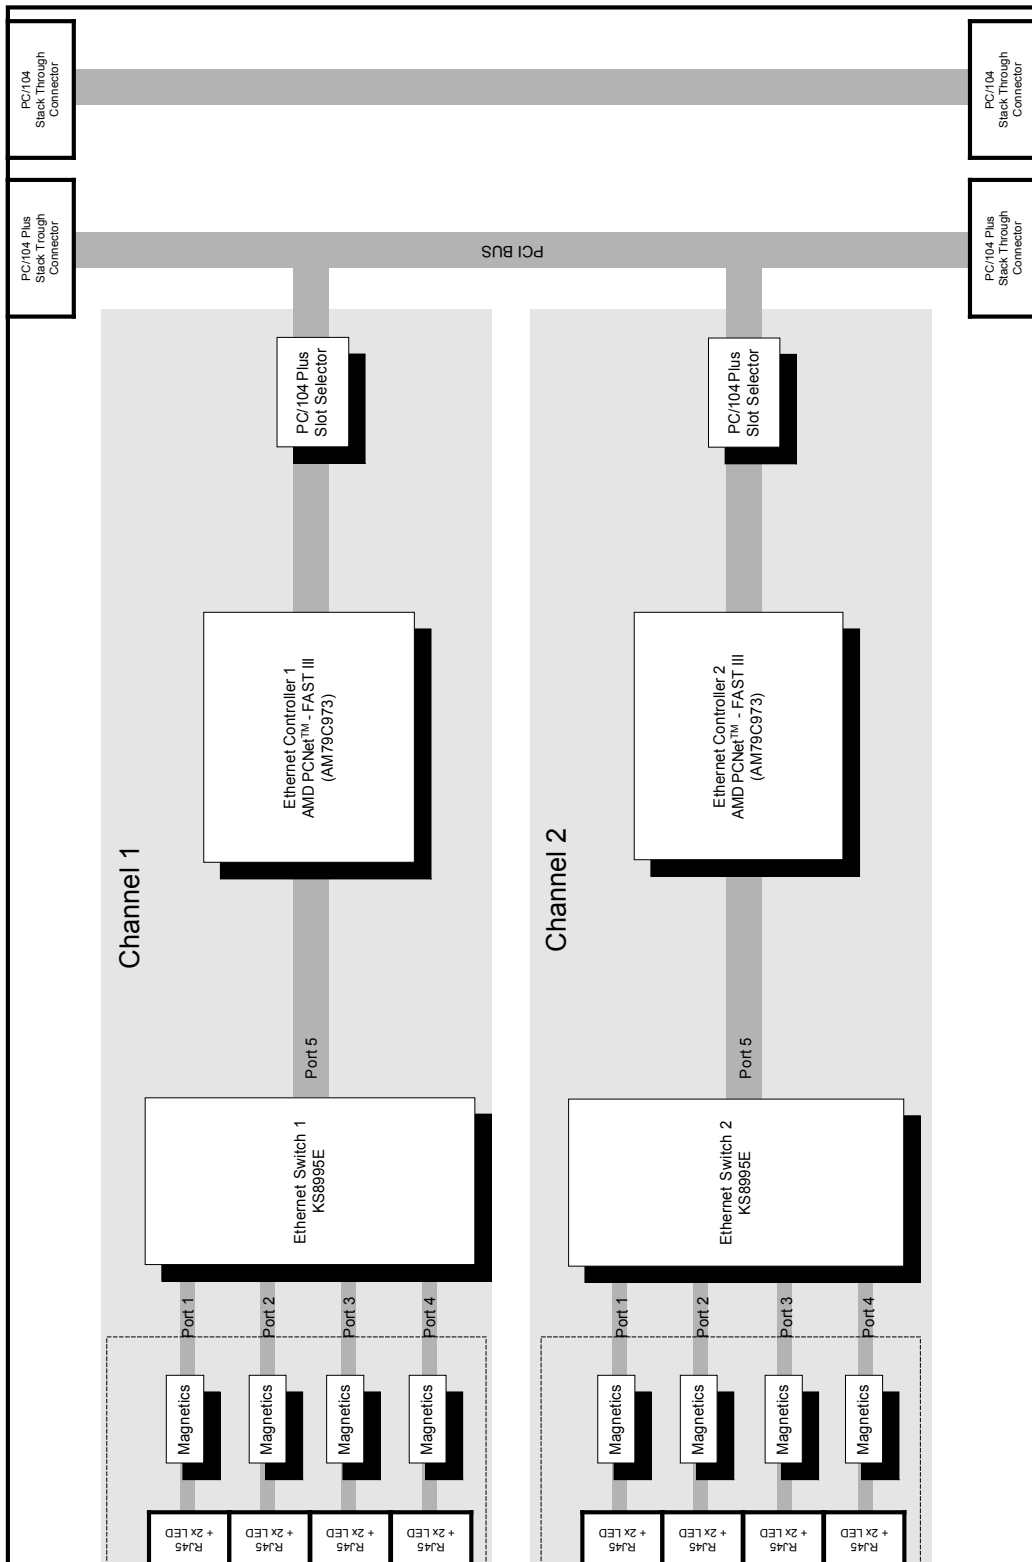 PC/104
Stack Through
Connector
PC/104
Stack Through
Connector
PC/104 Plus
Stack Trough
Connector
PCI BUS
PC/104 Plus
Stack Through
Connector
PC/104 Plus
Slot Selector
PC/104 Plus
Slot Selector
Ethernet Controller 1
AMD PCNet™ - FAST III
(AM79C973)
Ethernet Controller 2
AMD PCNet™ - FAST III
(AM79C973)
Channel 1
Channel 2
Port 5
Port 5
Ethernet Switch 1
KS8995E
Ethernet Switch 2
KS8995E
Port 1
Port 2
Port 3
Port 4
Port 1
Port 2
Port 3
Port 4
Magnetics
Magnetics
Magnetics
Magnetics
Magnetics
Magnetics
Magnetics
Magnetics
RJ45
+ 2x LED
RJ45
+ 2x LED
RJ45
+ 2x LED
RJ45
+ 2x LED
RJ45
+ 2x LED
RJ45
+ 2x LED
RJ45
+ 2x LED
RJ45
+ 2x LED